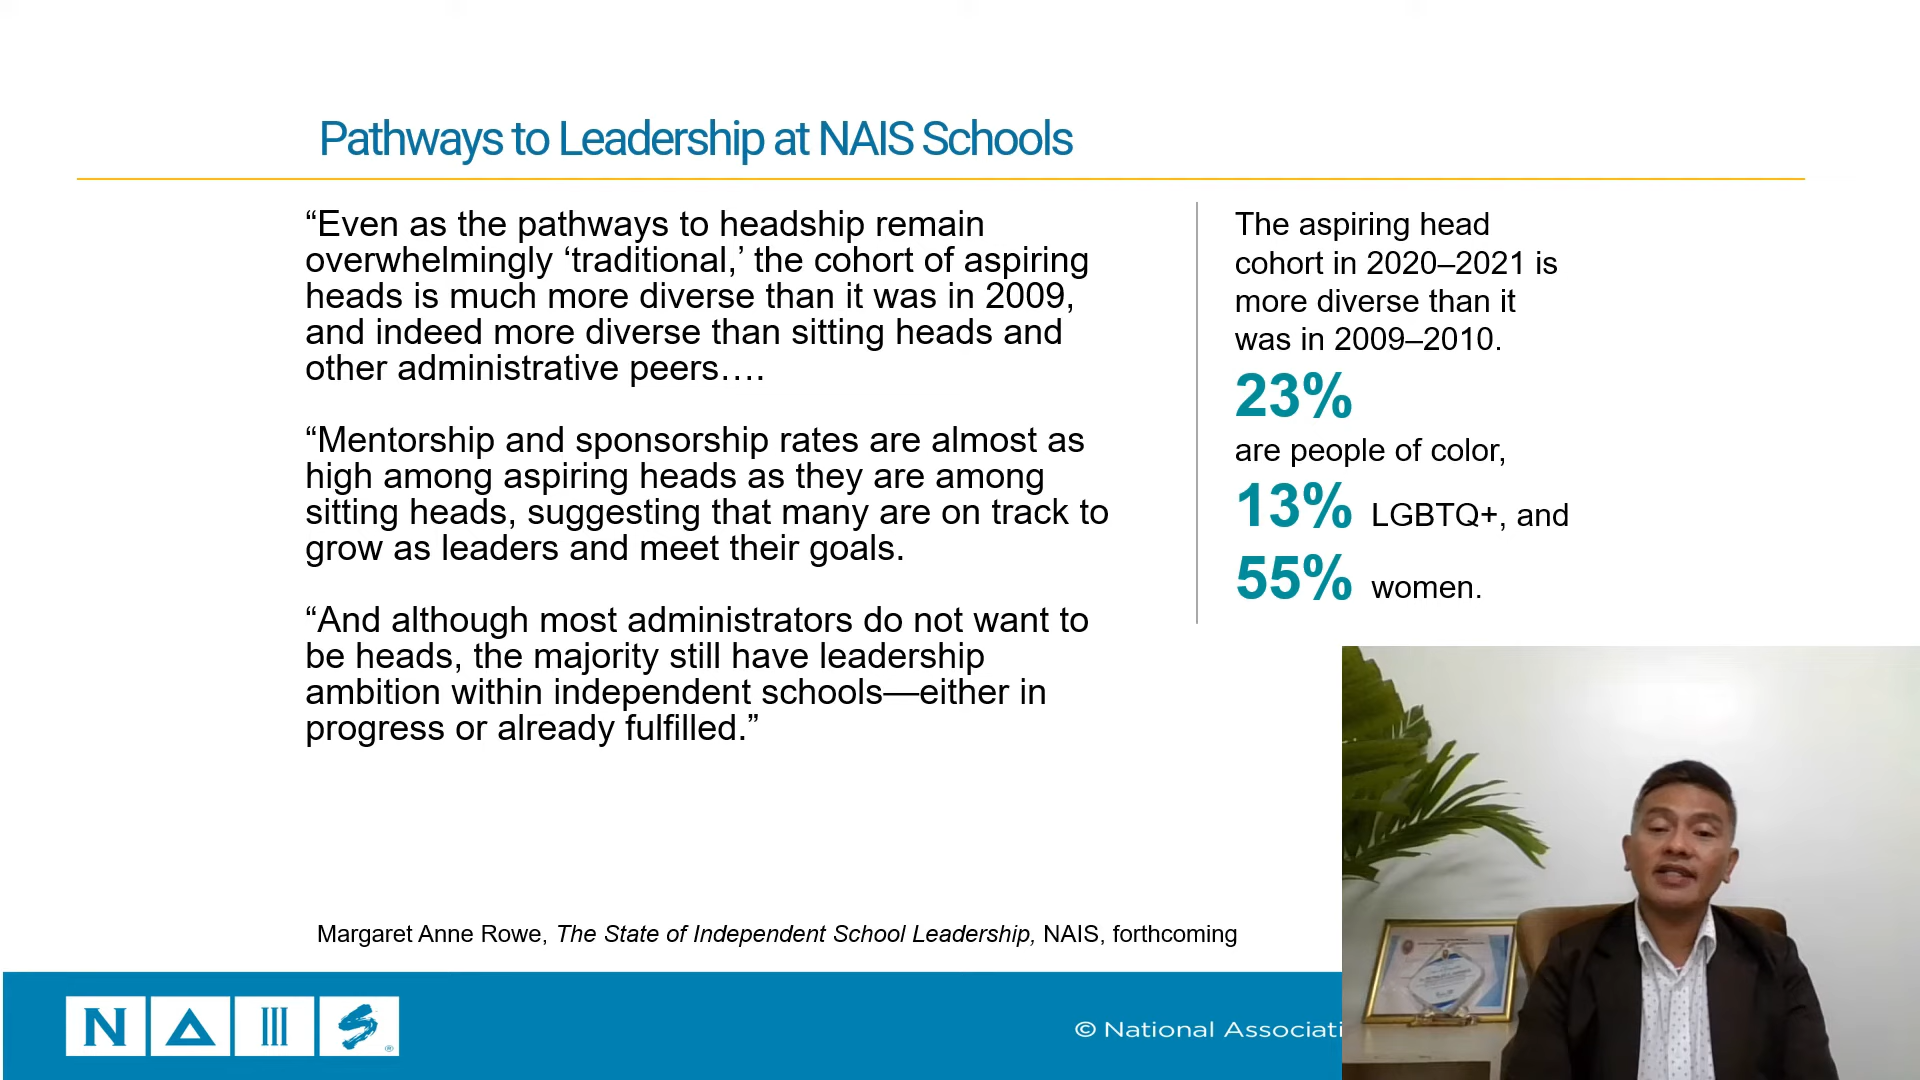 Pathways to Leadership at NAIS Schools
“Even as the pathways to headship remain
overwhelmingly ‘traditional,’ the cohort of aspiring
heads is much more diverse than it was in 2009,
and indeed more diverse than sitting heads and
other administrative peers….
“Mentorship and sponsorship rates are almost as
high among aspiring heads as they are among
sitting heads, suggesting that many are on track to
grow as leaders and meet their goals.
“And although most administrators do not want to
be heads, the majority still have leadership
ambition within independent schools—either in
progress or already fulfilled.”
The aspiring head
cohort in 2020–2021 is
more diverse than it
was in 2009–2010.
23%
are people of color,
13% LGBTQ+, and
55% women.
Margaret Anne Rowe, The State of Independent School Leadership, NAIS, forthcoming
NAIS®
© National Associati